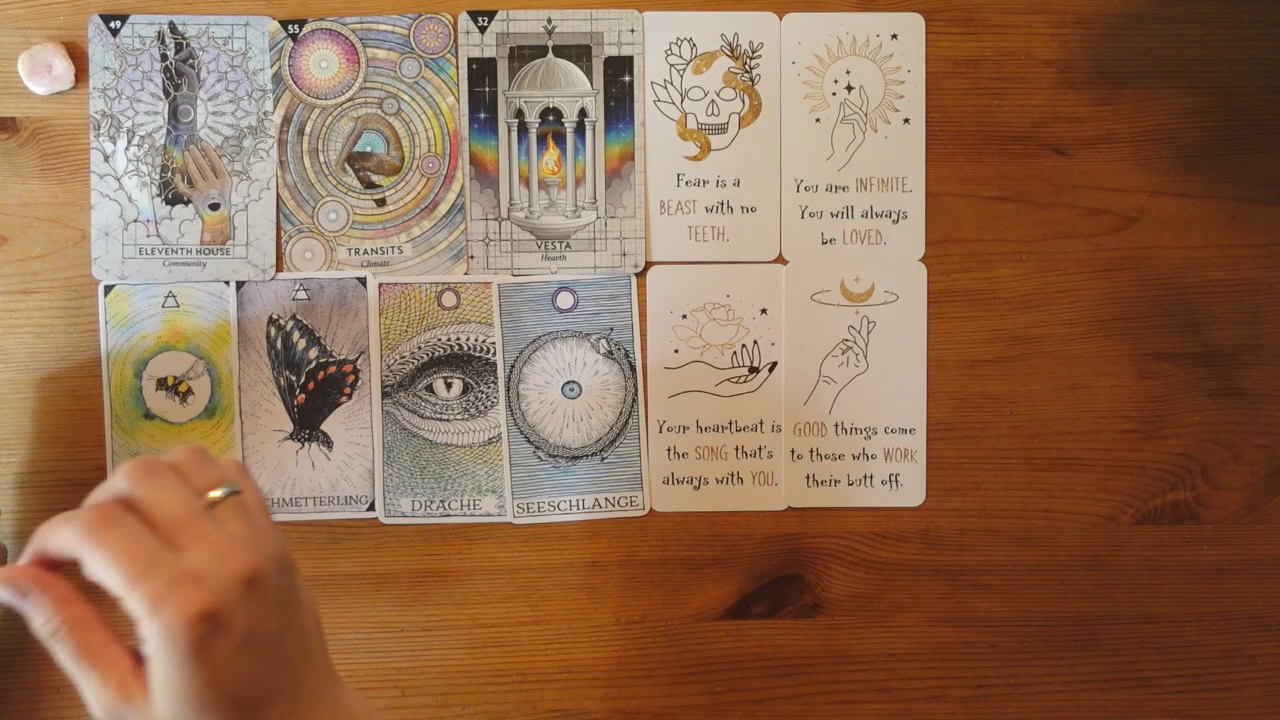 49
ELEVENTH HOUSE
Community
55
TRANSITS
Climate
32
VESTA
Hearth
Fear is a
BEAST with no
TEETH.
You are INFINITE.
You will always
be LOVED.
CHMETTERLING
DRACHE
SEESCHLANGE
Your heartbeat is
the SONG that's
always with YOU.
GOOD things come
to those who WORK
their butt off.